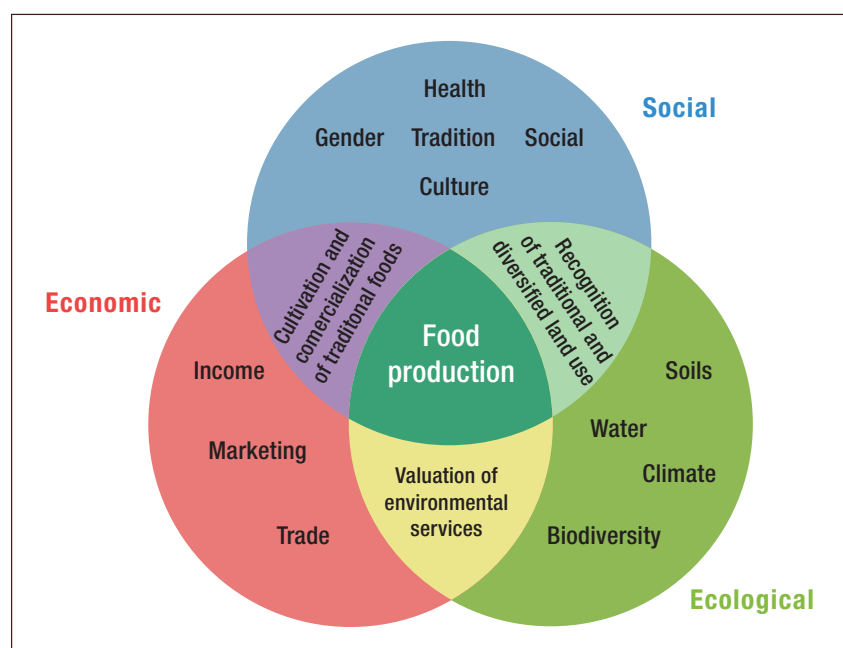 Health
Social
Gender Tradition Social
Culture
Cultivation and
comercialization
of traditonal foods
Recognition
of traditional and
diversified land use
Economic
Food
production
Income
Soils
Water
Marketing
Climate
Valuation of
environmental
services
Trade
Biodiversity
Ecological